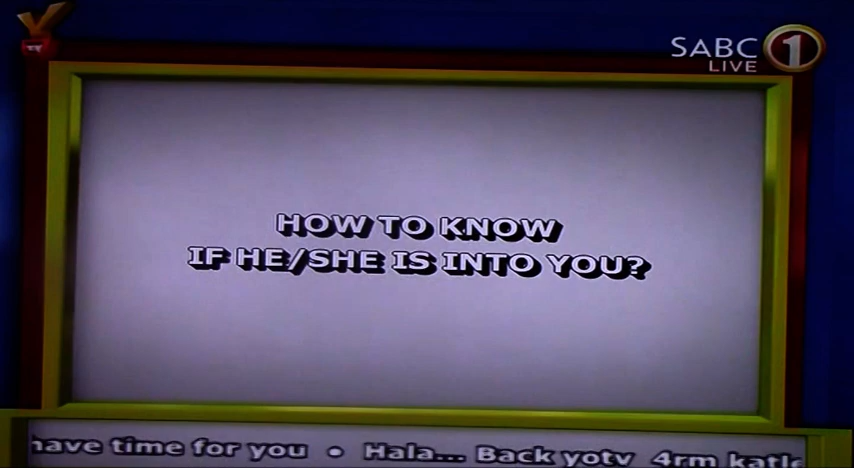 SABC 1
LIVE
HOW TO KNOW
IF HE/SHE IS INTO YOU?
have time for you • Hala... Back yotv 4rm